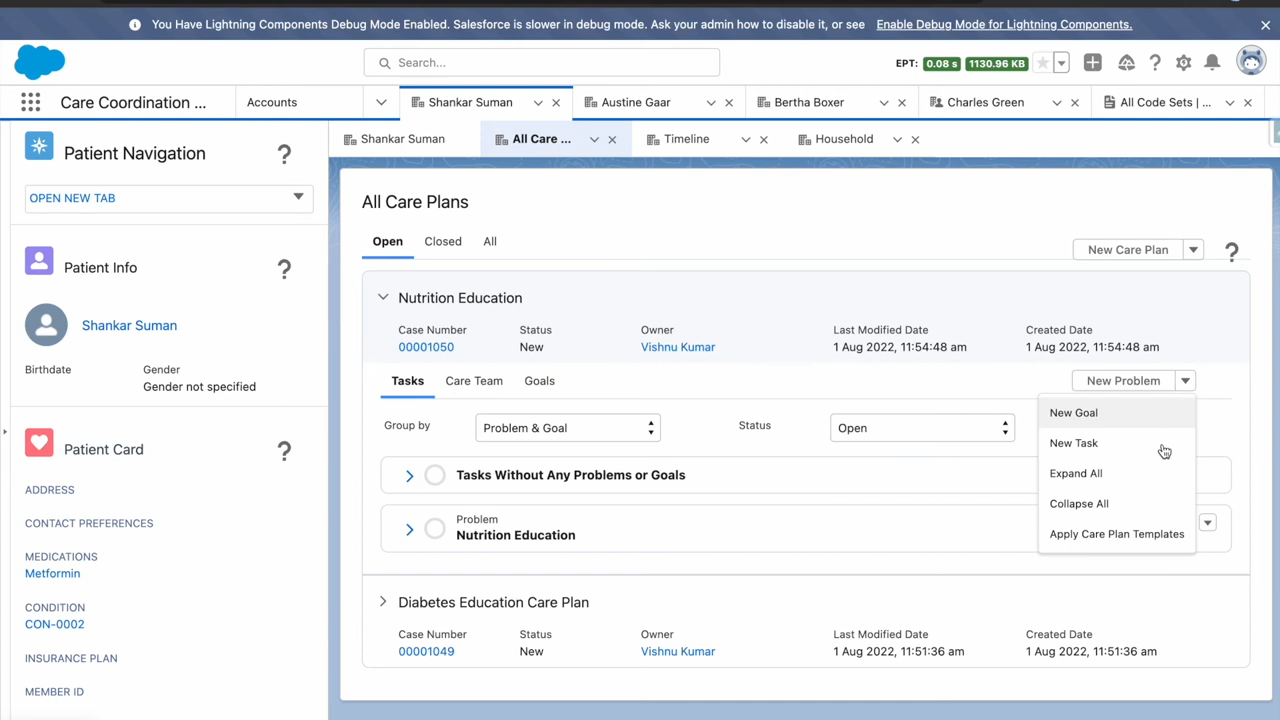 You Have Lightning Components Debug Mode Enabled. Salesforce is slower in debug mode. Ask your admin how to disable it, or see Enable Debug Mode for Lightning Components.
Search...
EPT: 0.08 s 1130.96 KB
Care Coordination ...
Accounts
Shankar Suman
Austine Gaar
Bertha Boxer
Charles Green
All Code Sets | ...
Patient Navigation
OPEN NEW TAB
Patient Info
Shankar Suman
Birthdate
Gender
Gender not specified
Patient Card
ADDRESS
CONTACT PREFERENCES
MEDICATIONS
Metformin
CONDITION
CON-0002
INSURANCE PLAN
MEMBER ID
Shankar Suman
All Care ...
Timeline
Household
All Care Plans
Open
Closed
All
New Care Plan
Nutrition Education
Case Number
Status
Owner
Last Modified Date
Created Date
00001050
New
Vishnu Kumar
1 Aug 2022, 11:54:48 am
1 Aug 2022, 11:54:48 am
Tasks
Care Team
Goals
New Problem
Group by
Problem & Goal
Status
Open
New Goal
New Task
Expand All
Collapse All
Apply Care Plan Templates
Tasks Without Any Problems or Goals
Problem
Nutrition Education
Diabetes Education Care Plan
Case Number
Status
Owner
Last Modified Date
Created Date
00001049
New
Vishnu Kumar
1 Aug 2022, 11:51:36 am
1 Aug 2022, 11:51:36 am